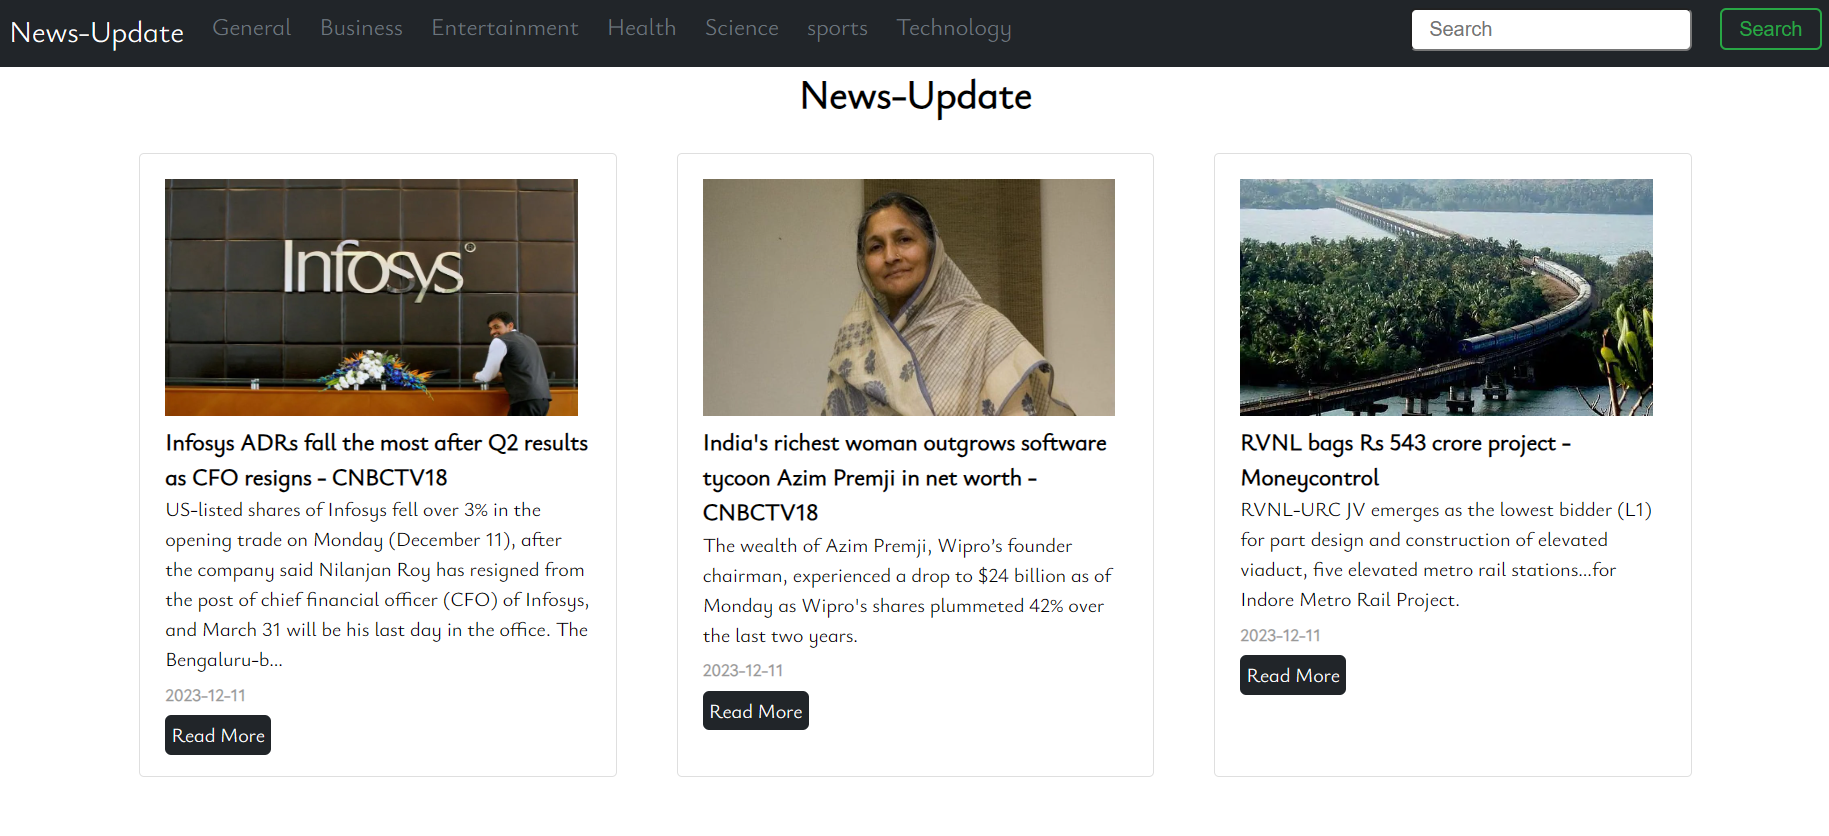 News-Update General Business Entertainment Health Science sports Technology Search Search
News-Update
Infosys
Infosys ADRs fall the most after Q2 results
as CFO resigns - CNBCTV18
US-listed shares of Infosys fell over 3% in the
opening trade on Monday (December 11), after
the company said Nilanjan Roy has resigned from
the post of chief financial officer (CFO) of Infosys,
and March 31 will be his last day in the office. The
Bengaluru-b…
2023-12-11
Read More
India's richest woman outgrows software
tycoon Azim Premji in net worth -
CNBCTV18
The wealth of Azim Premji, Wipro’s founder
chairman, experienced a drop to $24 billion as of
Monday as Wipro's shares plummeted 42% over
the last two years.
2023-12-11
Read More
RVNL bags Rs 543 crore project -
Moneycontrol
RVNL-URC JV emerges as the lowest bidder (L1)
for part design and construction of elevated
viaduct, five elevated metro rail stations…for
Indore Metro Rail Project.
2023-12-11
Read More